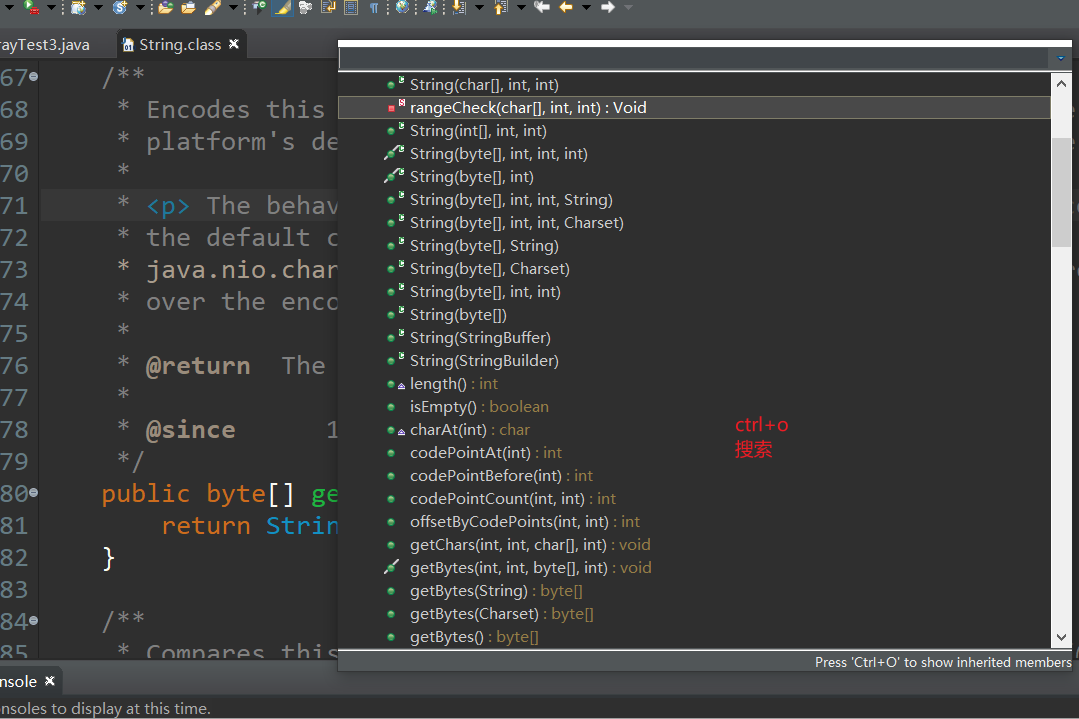 rayTest3.java
String.class
67 /**
68 * Encodes this
69 * platform's de
70 *
71 * <p> The behav
72 * the default c
73 * java.nio.char
74 * over the enco
75 *
76 * @return The
77 *
78 * @since 1
79 */
80 public byte[] ge
81 return Strin
82 }
83
84 /**
85 * Compares this
String(char[], int, int)
rangeCheck(char[], int, int) : Void
String(int[], int, int)
String(byte[], int, int, int)
String(byte[], int)
String(byte[], int, int, String)
String(byte[], int, int, Charset)
String(byte[], String)
String(byte[], Charset)
String(byte[], int, int)
String(byte[])
String(StringBuffer)
String(StringBuilder)
length() : int
isEmpty() : boolean
charAt(int) : char
codePointAt(int) : int
codePointBefore(int) : int
codePointCount(int, int) : int
offsetByCodePoints(int, int) : int
getChars(int, int, char[], int) : void
getBytes(int, int, byte[], int) : void
getBytes(String) : byte[]
getBytes(Charset) : byte[]
getBytes() : byte[]
ctrl+o
搜索
Press 'Ctrl+O' to show inherited members
nsole
onsoles to display at this time.